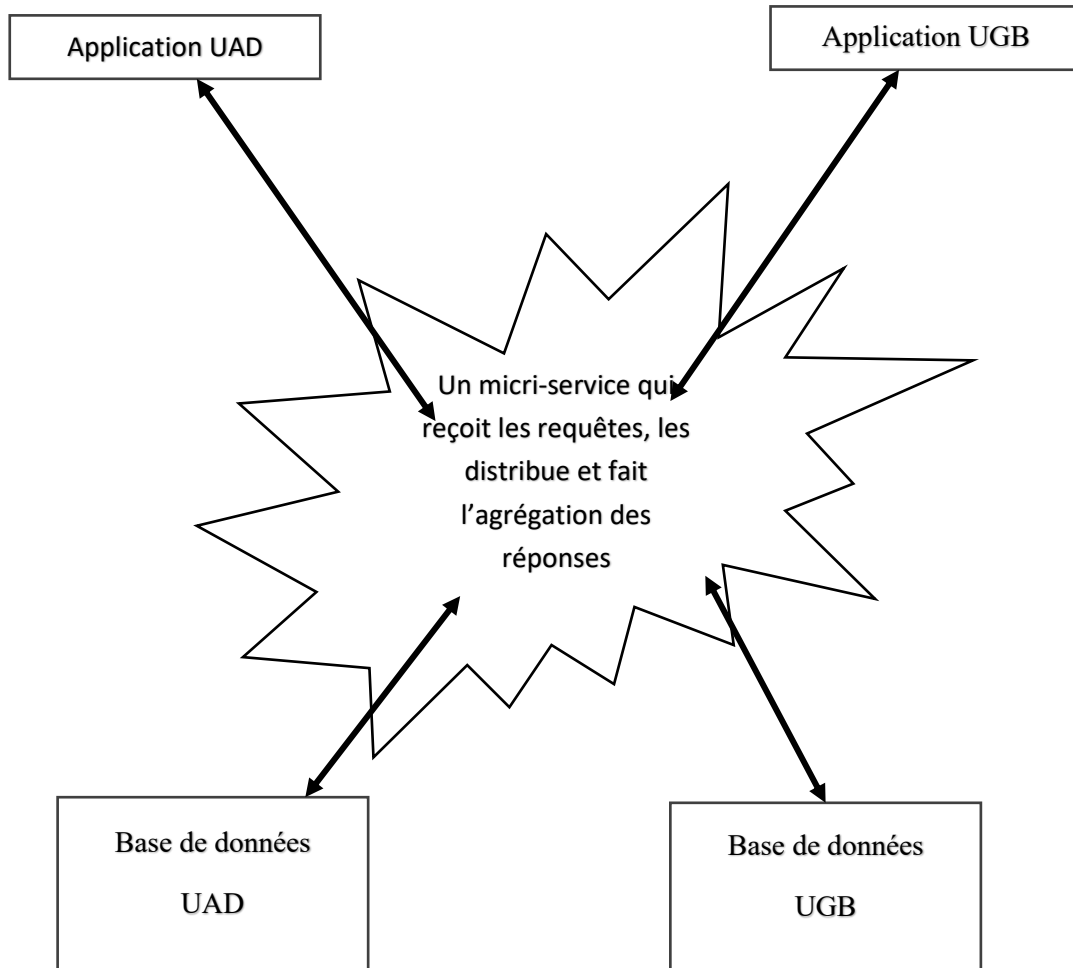 Application UAD
Application UGB
Un micri-service qui
reçoit les requêtes, les
distribue et fait
l’agrégation des
réponses
Base de données
UAD
Base de données
UGB